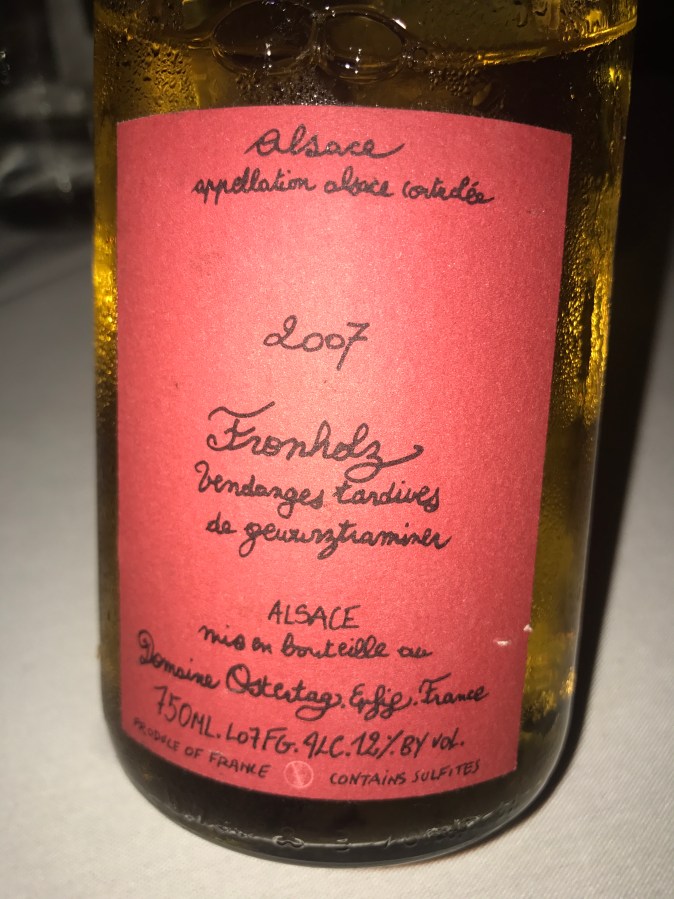 Alsace
appellation alsace contrôlée
2007
Fronholz
Vendanges tardives
de gewurztraminer
ALSACE
mis en bouteille au
Domaine Ostertag. Epfig. France
750ML. L07FG. ALC. 12% BY VOL.
PRODUCE OF FRANCE CONTAINS SULFITES